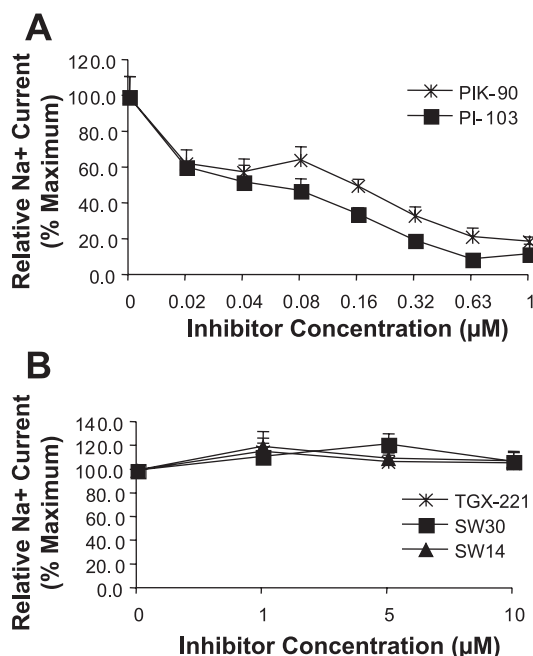 A
Relative Na+ Current
(% Maximum)
120.0
100.0
80.0
60.0
40.0
20.0
0.0
PIK-90
PI-103
0 0.02 0.04 0.08 0.16 0.32 0.63 1
Inhibitor Concentration (µM)
B
Relative Na+ Current
(% Maximum)
140.0
120.0
100.0
80.0
60.0
40.0
20.0
0.0
TGX-221
SW30
SW14
0 1 5 10
Inhibitor Concentration (µM)